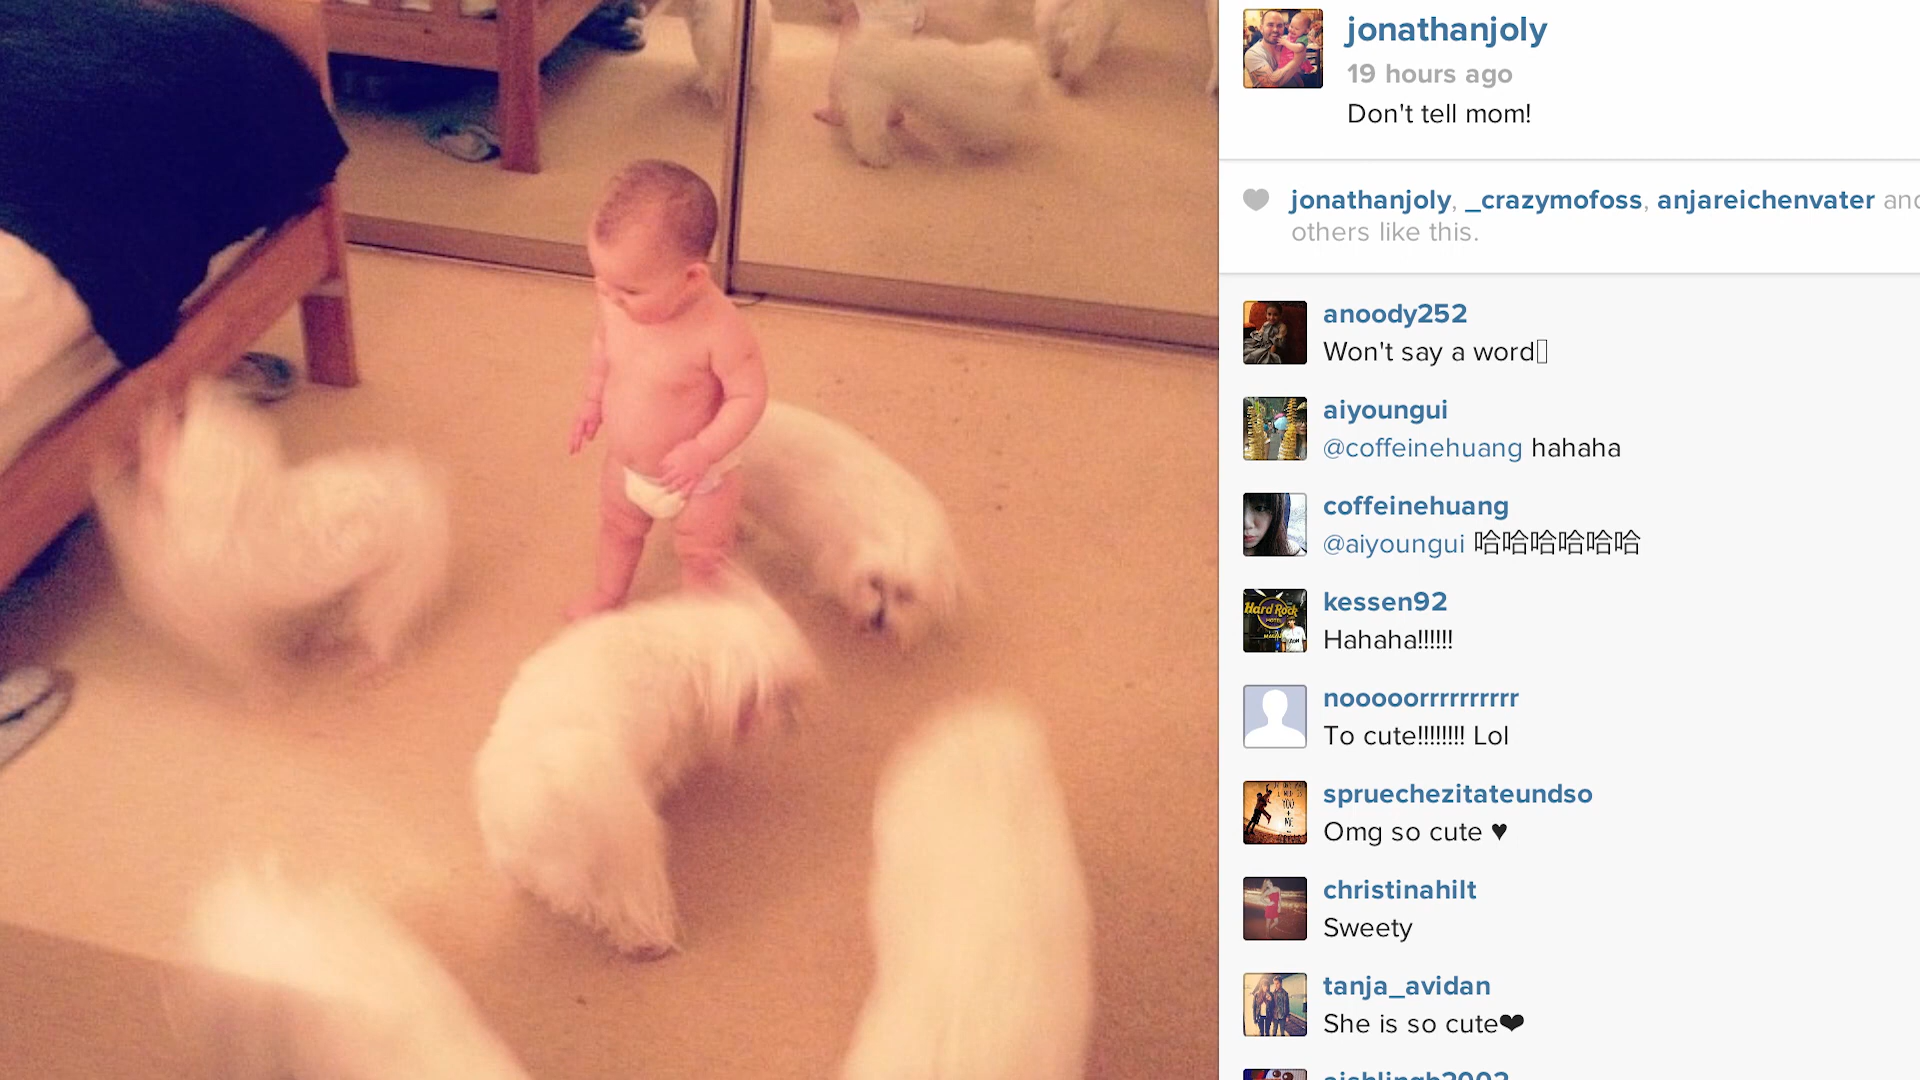 jonathanjoly
19 hours ago
Don't tell mom!
jonathanjoly, _crazymofoss, anjareichenvater and
others like this.
anoody252
Won't say a word
aiyoungui
@coffeinehuang hahaha
coffeinehuang
@aiyoungui 哈哈哈哈哈哈
kessen92
Hahaha!!!!!!
nooooorrrrrrrrrr
To cute!!!!!!!! Lol
spruechezitateundso
Omg so cute ♥
christinahilt
Sweety
tanja_avidan
She is so cute❤